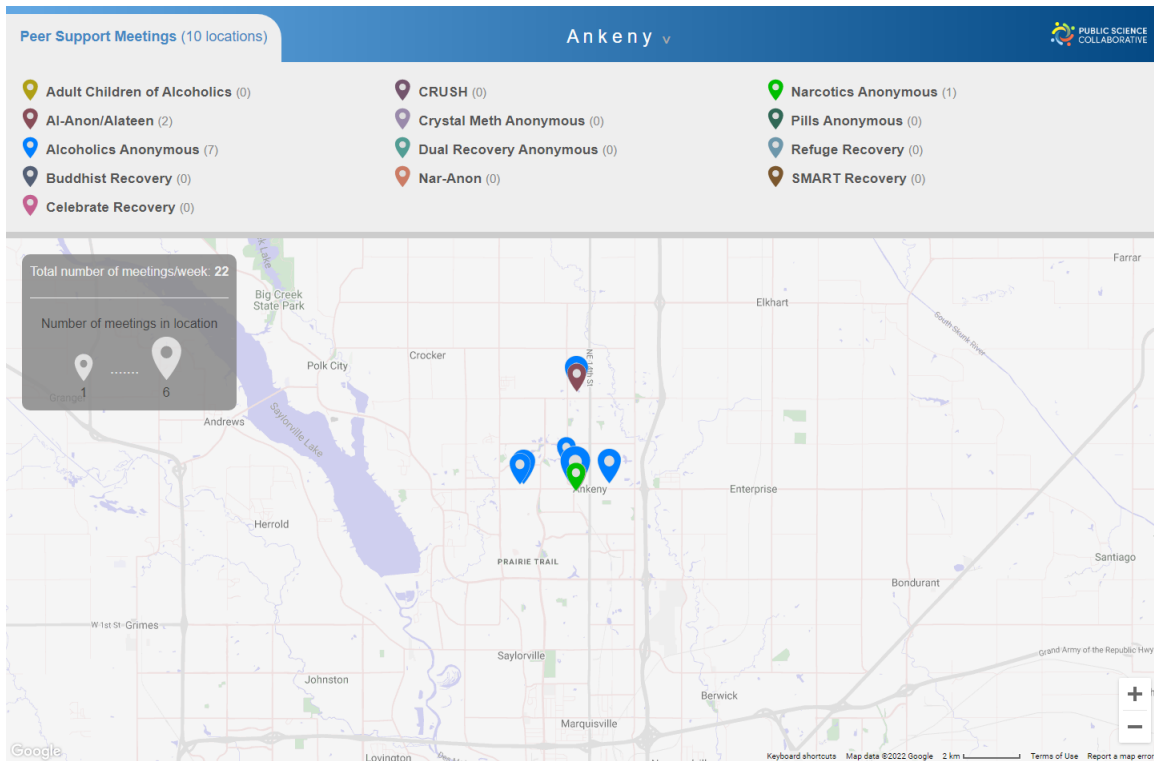 Peer Support Meetings (10 locations)
Ankeny v
PUBLIC SCIENCE
COLLABORATIVE
Adult Children of Alcoholics (0)
Al-Anon/Alateen (2)
Alcoholics Anonymous (7)
Buddhist Recovery (0)
Celebrate Recovery (0)
CRUSH (0)
Crystal Meth Anonymous (0)
Dual Recovery Anonymous (0)
Nar-Anon (0)
Narcotics Anonymous (1)
Pills Anonymous (0)
Refuge Recovery (0)
SMART Recovery (0)
Total number of meetings/week: 22
Number of meetings in location
1 ....... 6
Farrar
Big Creek
State Park
Elkhart
South Skunk River
Crocker
NE 14th St
Polk City
Andrews
Saylorville Lake
Ankeny
Enterprise
Herrold
PRAIRIE TRAIL
Santiago
Bondurant
W 1st St
Grimes
Saylorville
Grand Army of the Republic Hwy
Johnston
Berwick
Marquisville
Lovington
Google
+
−
Keyboard shortcuts
Map data ©2022 Google
2 km
Terms of Use
Report a map error